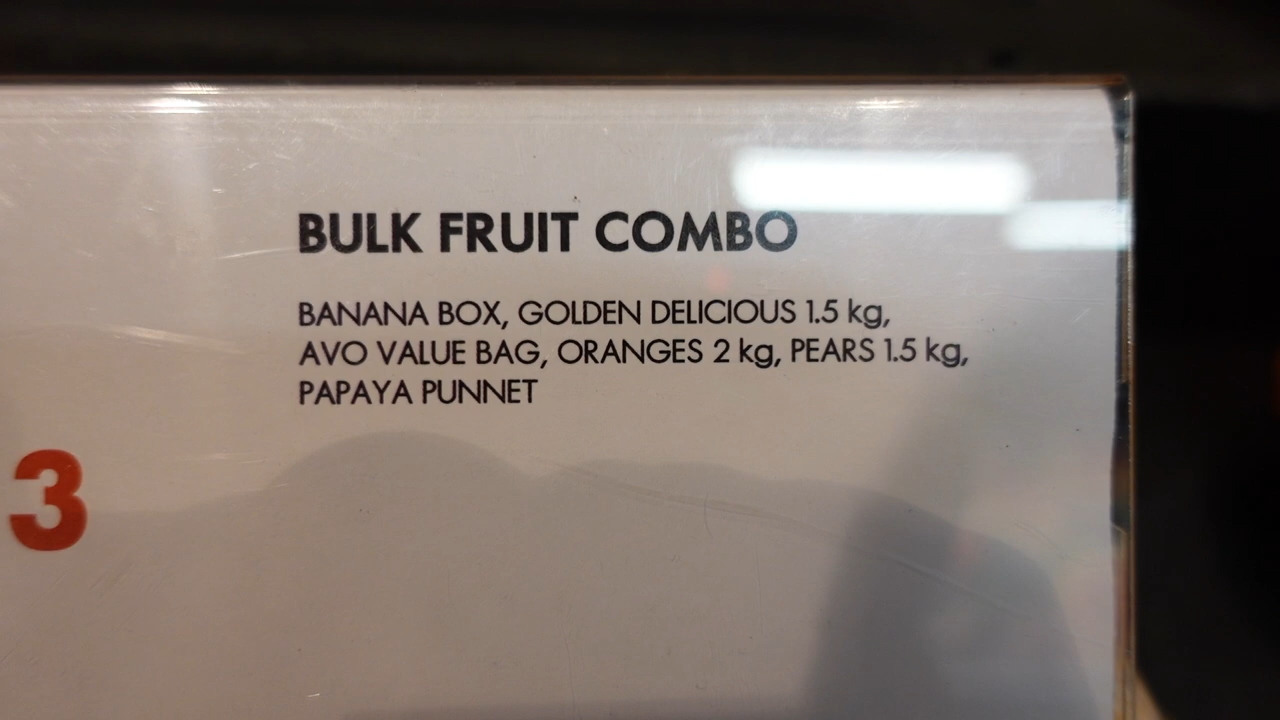 BULK FRUIT COMBO
BANANA BOX, GOLDEN DELICIOUS 1.5 kg,
AVO VALUE BAG, ORANGES 2 kg, PEARS 1.5 kg,
PAPAYA PUNNET
3